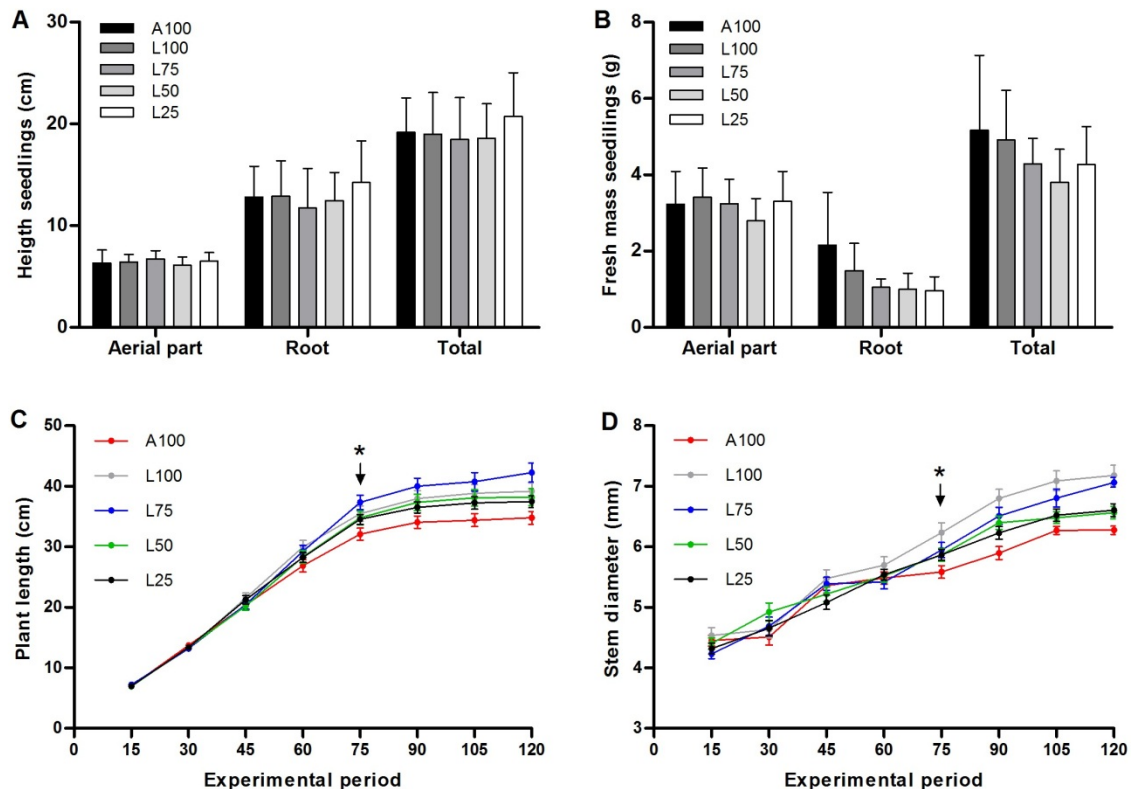 A
Heigth seedlings (cm)
30
20
10
0
A100
L100
L75
L50
L25
Aerial part Root Total
B
Fresh mass seedilings (g)
8
6
4
2
0
A100
L100
L75
L50
L25
Aerial part Root Total
C
Plant length (cm)
50
40
30
20
10
0
A100
L100
L75
L50
L25
*
0 15 30 45 60 75 90 105 120
Experimental period
D
Stem diameter (mm)
8
7
6
5
4
3
A100
L100
L75
L50
L25
*
0 15 30 45 60 75 90 105 120
Experimental period